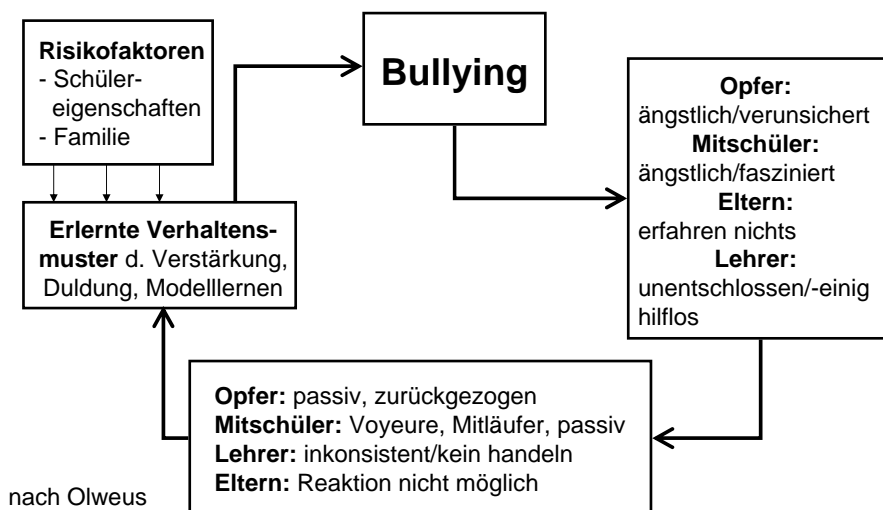 Risikofaktoren
- Schüler-
eigenschaften
- Familie
Bullying
Opfer:
ängstlich/verunsichert
Mitschüler:
ängstlich/fasziniert
Eltern:
erfahren nichts
Lehrer:
unentschlossen/-einig
hilflos
Erlernte Verhaltens-
muster d. Verstärkung,
Duldung, Modelllernen
Opfer: passiv, zurückgezogen
Mitschüler: Voyeure, Mitläufer, passiv
Lehrer: inkonsistent/kein handeln
Eltern: Reaktion nicht möglich
nach Olweus